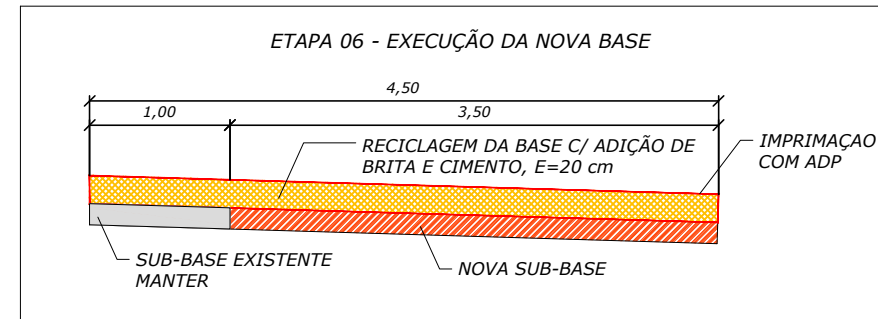 ETAPA 06 - EXECUÇÃO DA NOVA BASE
4,50
1,00
3,50
RECICLAGEM DA BASE C/ ADIÇÃO DE
BRITA E CIMENTO, E=20 cm
IMPRIMAÇAO
COM ADP
SUB-BASE EXISTENTE
MANTER
NOVA SUB-BASE